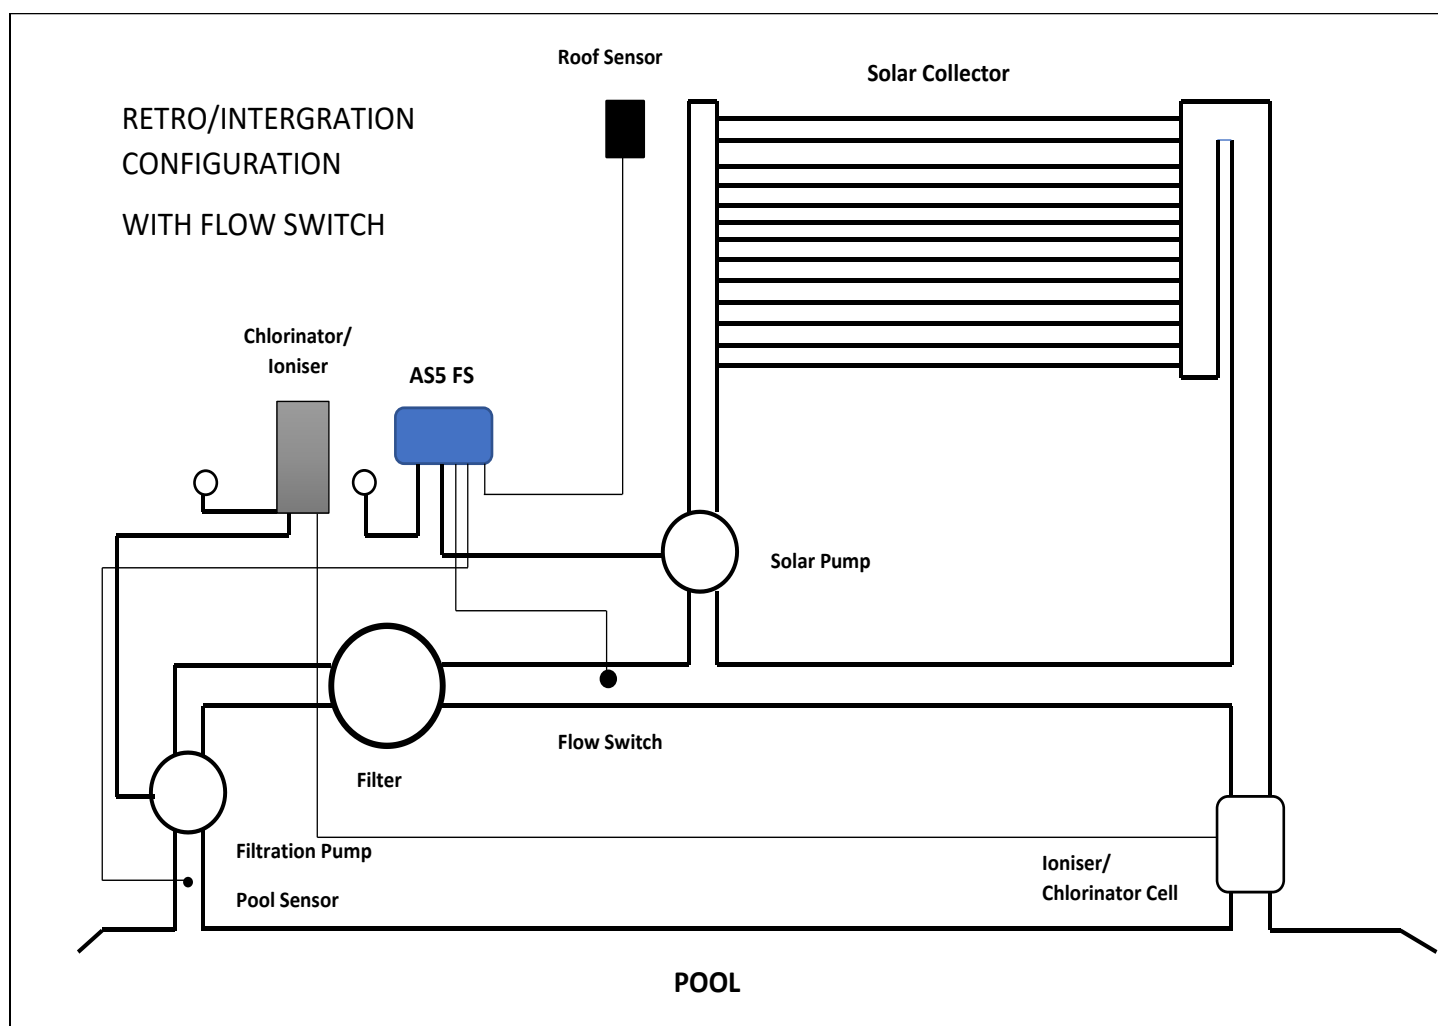 Roof Sensor
Solar Collector
RETRO/INTERGRATION
CONFIGURATION
WITH FLOW SWITCH
Chlorinator/
Ioniser
AS5 FS
Solar Pump
Flow Switch
Filter
Filtration Pump
Pool Sensor
Ioniser/
Chlorinator Cell
POOL